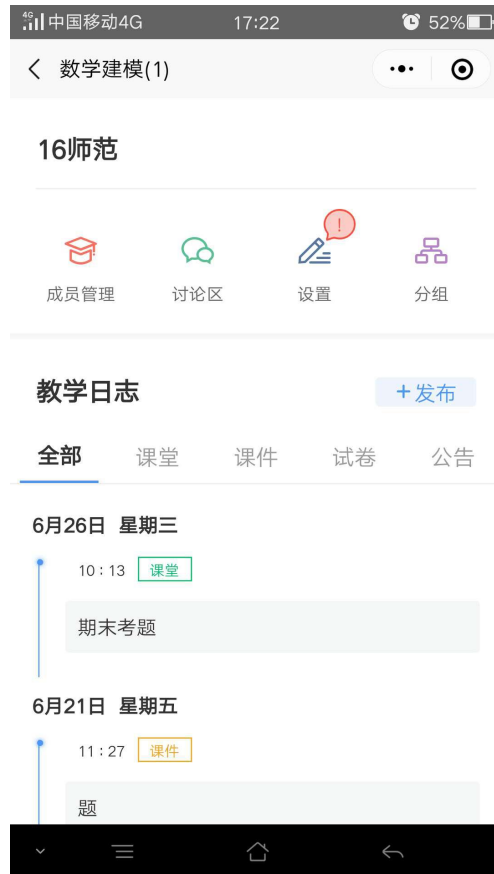 4G 中国移动4G 17:22 52%
数学建模(1)
16师范
!
成员管理 讨论区 设置 分组
教学日志 +发布
全部 课堂 课件 试卷 公告
6月26日 星期三
10:13 课堂
期末考题
6月21日 星期五
11:27 课件
题